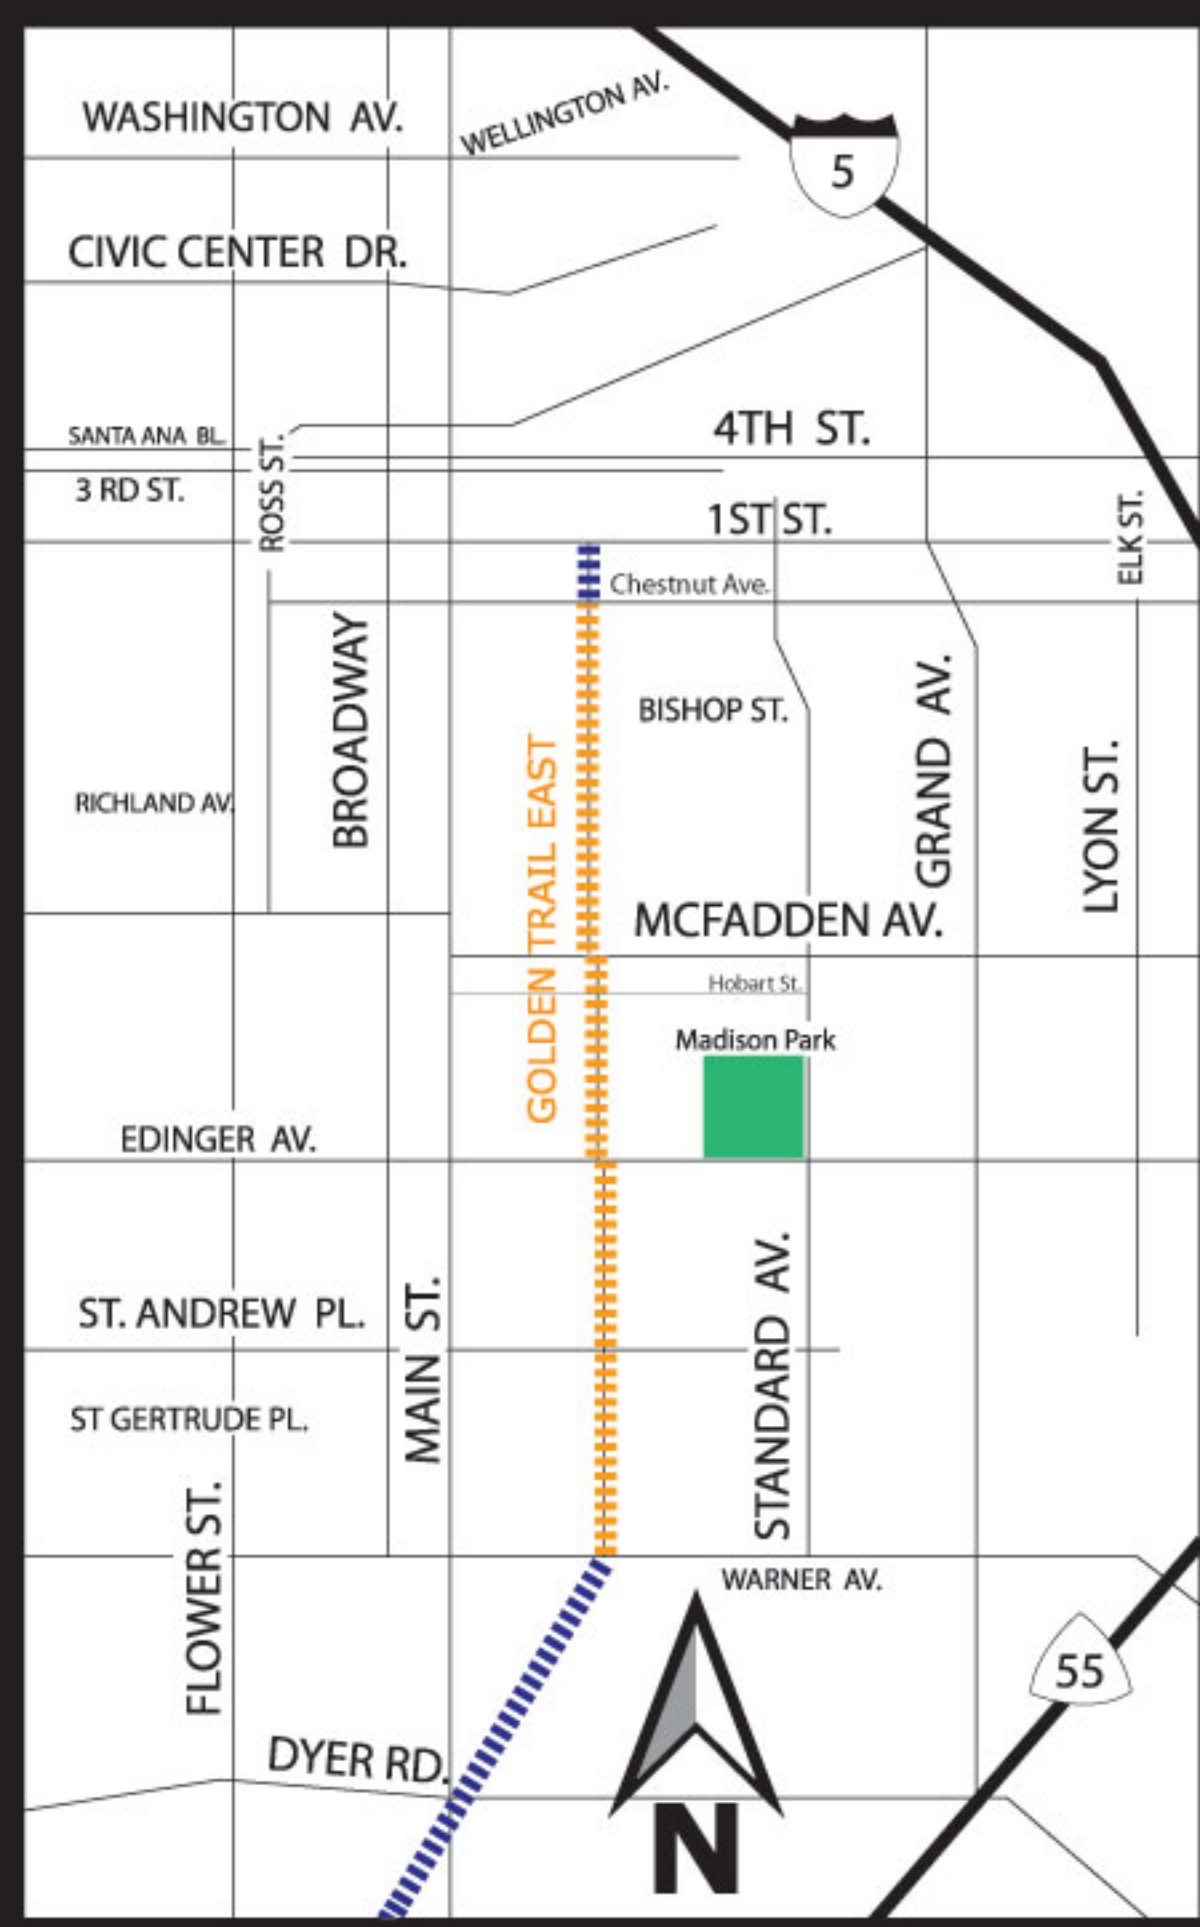 WASHINGTON AV.
WELLINGTON AV.
5
CIVIC CENTER DR.
SANTA ANA BL.
4TH ST.
3 RD ST.
ROSS ST.
1ST ST.
ELK ST.
Chestnut Ave.
BROADWAY
BISHOP ST.
GRAND AV.
LYON ST.
RICHLAND AV.
GOLDEN TRAIL EAST
MCFADDEN AV.
Hobart St.
Madison Park
EDINGER AV.
ST. ANDREW PL.
MAIN ST.
STANDARD AV.
ST GERTRUDE PL.
FLOWER ST.
WARNER AV.
55
DYER RD.
N